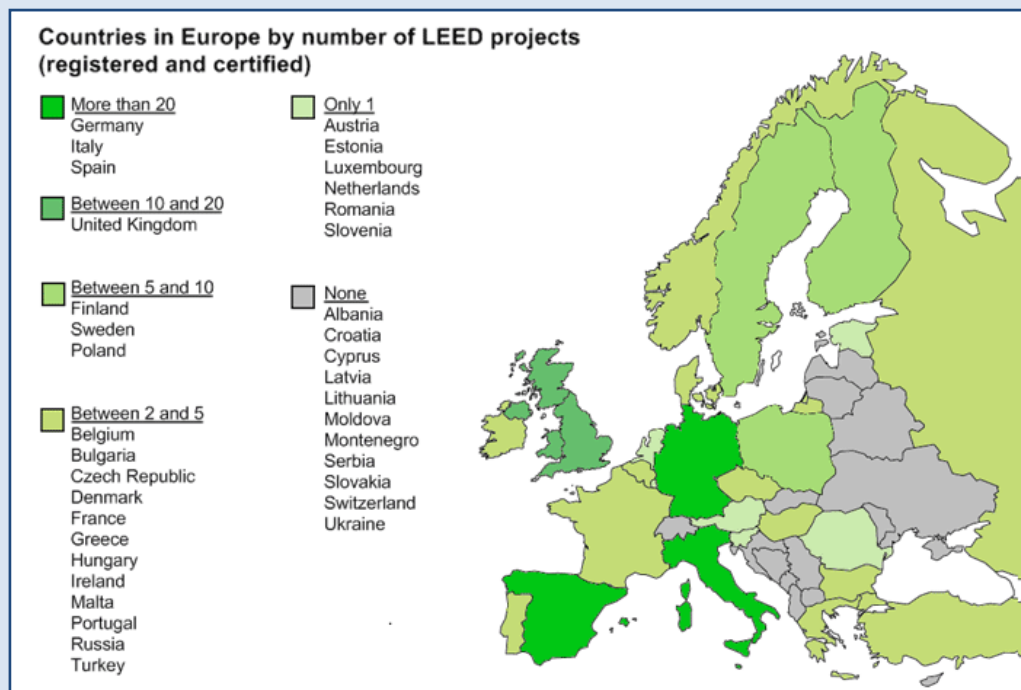 Countries in Europe by number of LEED projects
(registered and certified)
More than 20
Germany
Italy
Spain
Between 10 and 20
United Kingdom
Between 5 and 10
Finland
Sweden
Poland
Between 2 and 5
Belgium
Bulgaria
Czech Republic
Denmark
France
Greece
Hungary
Ireland
Malta
Portugal
Russia
Turkey
Only 1
Austria
Estonia
Luxembourg
Netherlands
Romania
Slovenia
None
Albania
Croatia
Cyprus
Latvia
Lithuania
Moldova
Montenegro
Serbia
Slovakia
Switzerland
Ukraine